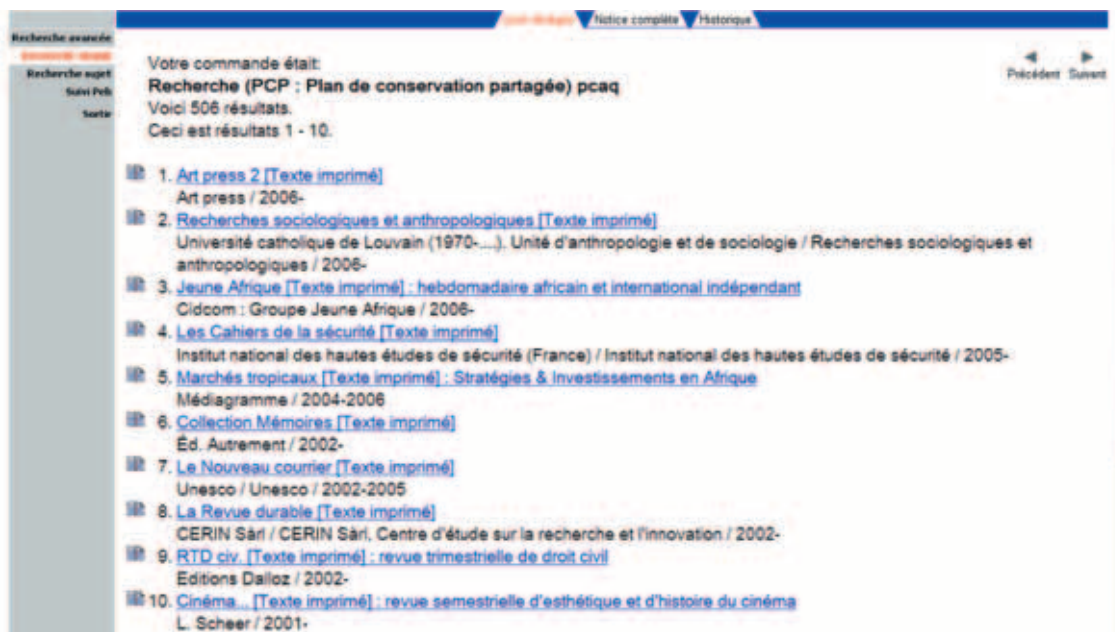 Notice complète Historique
Recherche avancée
Recherche sujet
Suivi Peb
Sortie
Précédent Suivant
Votre commande était:
Recherche (PCP : Plan de conservation partagée) pcaq
Voici 506 résultats.
Ceci est résultats 1 - 10.
1. Art press 2 [Texte imprimé]
Art press / 2006-
2. Recherches sociologiques et anthropologiques [Texte imprimé]
Université catholique de Louvain (1970-....). Unité d'anthropologie et de sociologie / Recherches sociologiques et
anthropologiques / 2006-
3. Jeune Afrique [Texte imprimé] : hebdomadaire africain et international indépendant
Cidcom : Groupe Jeune Afrique / 2006-
4. Les Cahiers de la sécurité [Texte imprimé]
Institut national des hautes études de sécurité (France) / Institut national des hautes études de sécurité / 2005-
5. Marchés tropicaux [Texte imprimé] : Stratégies & Investissements en Afrique
Médiagramme / 2004-2006
6. Collection Mémoires [Texte imprimé]
Éd. Autrement / 2002-
7. Le Nouveau courrier [Texte imprimé]
Unesco / Unesco / 2002-2005
8. La Revue durable [Texte imprimé]
CERIN Sàrl / CERIN Sàrl, Centre d'étude sur la recherche et l'innovation / 2002-
9. RTD civ. [Texte imprimé] : revue trimestrielle de droit civil
Editions Dalloz / 2002-
10. Cinéma... [Texte imprimé] : revue semestrielle d'esthétique et d'histoire du cinéma
L. Scheer / 2001-